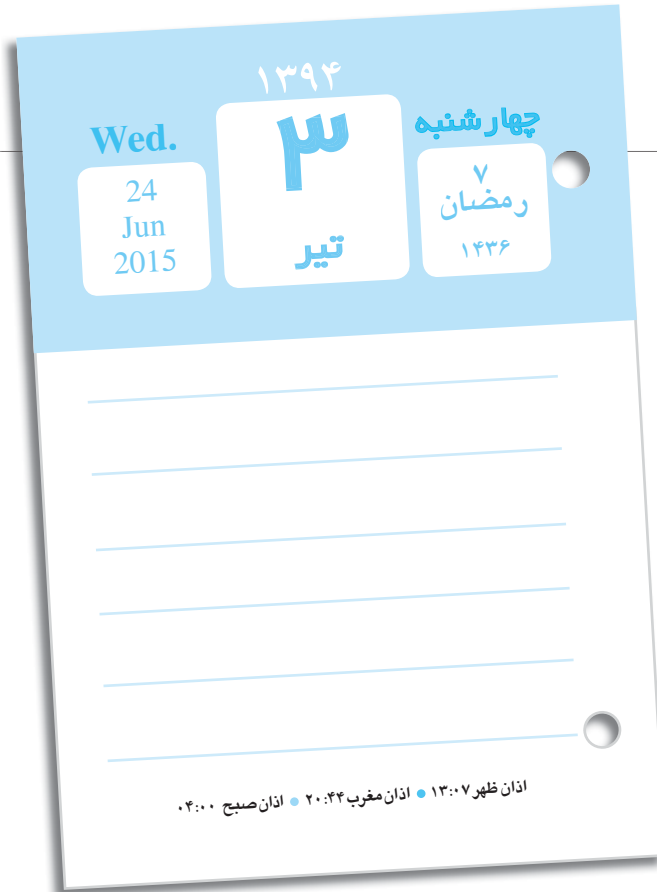 ۱۳۹۴
چهارشنبه
۷
رمضان
۱۴۳۶
۳
تیر
Wed.
24
Jun
2015
اذان ظهر ۱۳:۰۷ • اذان مغرب ۲۰:۴۴ • اذان صبح ۰۴:۰۰